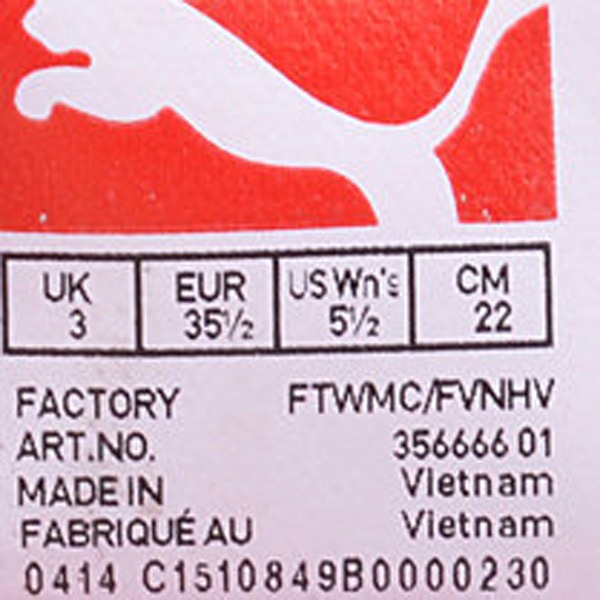 UK EUR US Wn's CM
3 35½ 5½ 22
FACTORY FTWMC/FVNHV
ART.NO. 356666 01
MADE IN Vietnam
FABRIQUÉ AU Vietnam
0414 C1510849B0000230